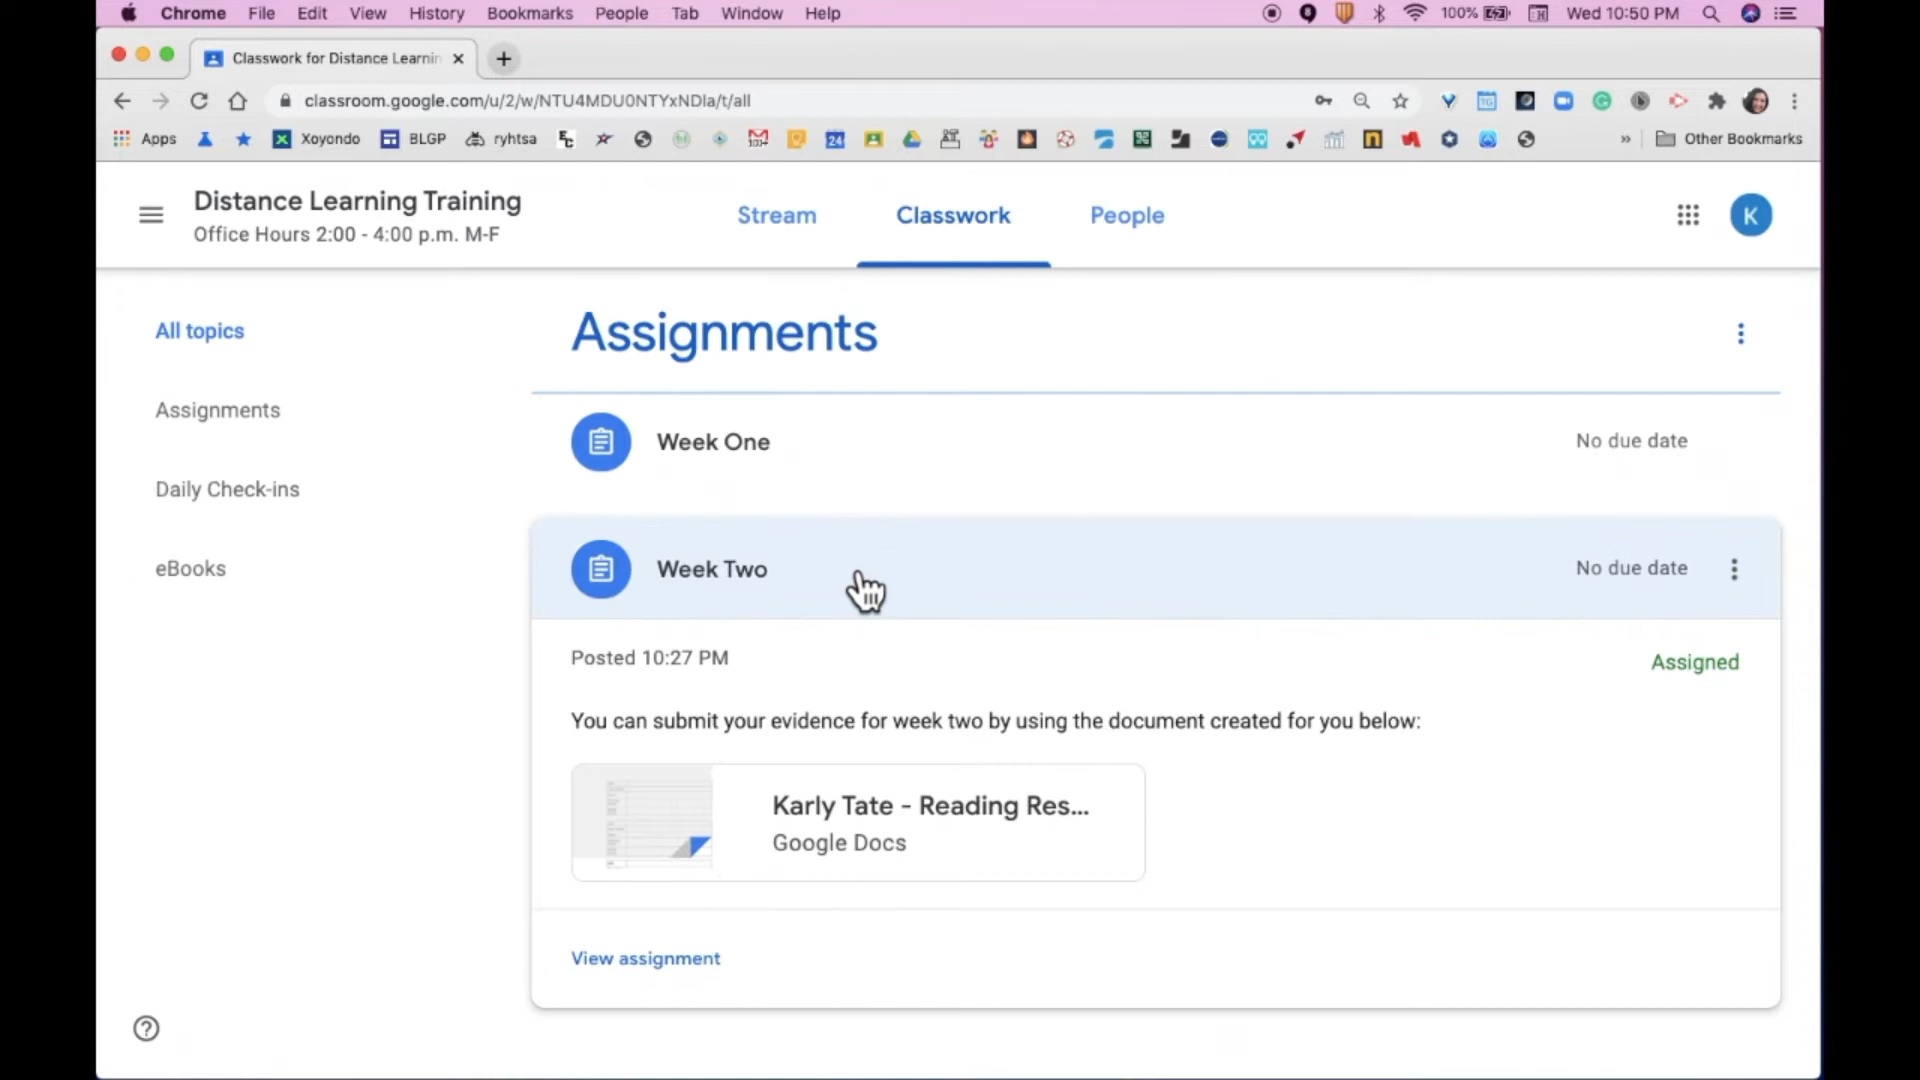 Chrome File Edit View History Bookmarks People Tab Window Help 100% Wed 10:50 PM
Classwork for Distance Learnin
classroom.google.com/u/2/w/NTU4MDU0NTYxNDla/t/all
Apps Xoyondo BLGP ryhtsa » Other Bookmarks
Distance Learning Training
Office Hours 2:00 - 4:00 p.m. M-F
Stream Classwork People
K
All topics
Assignments
Daily Check-ins
eBooks
Assignments
Week One No due date
Week Two No due date
Posted 10:27 PM Assigned
You can submit your evidence for week two by using the document created for you below:
Karly Tate - Reading Res...
Google Docs
View assignment